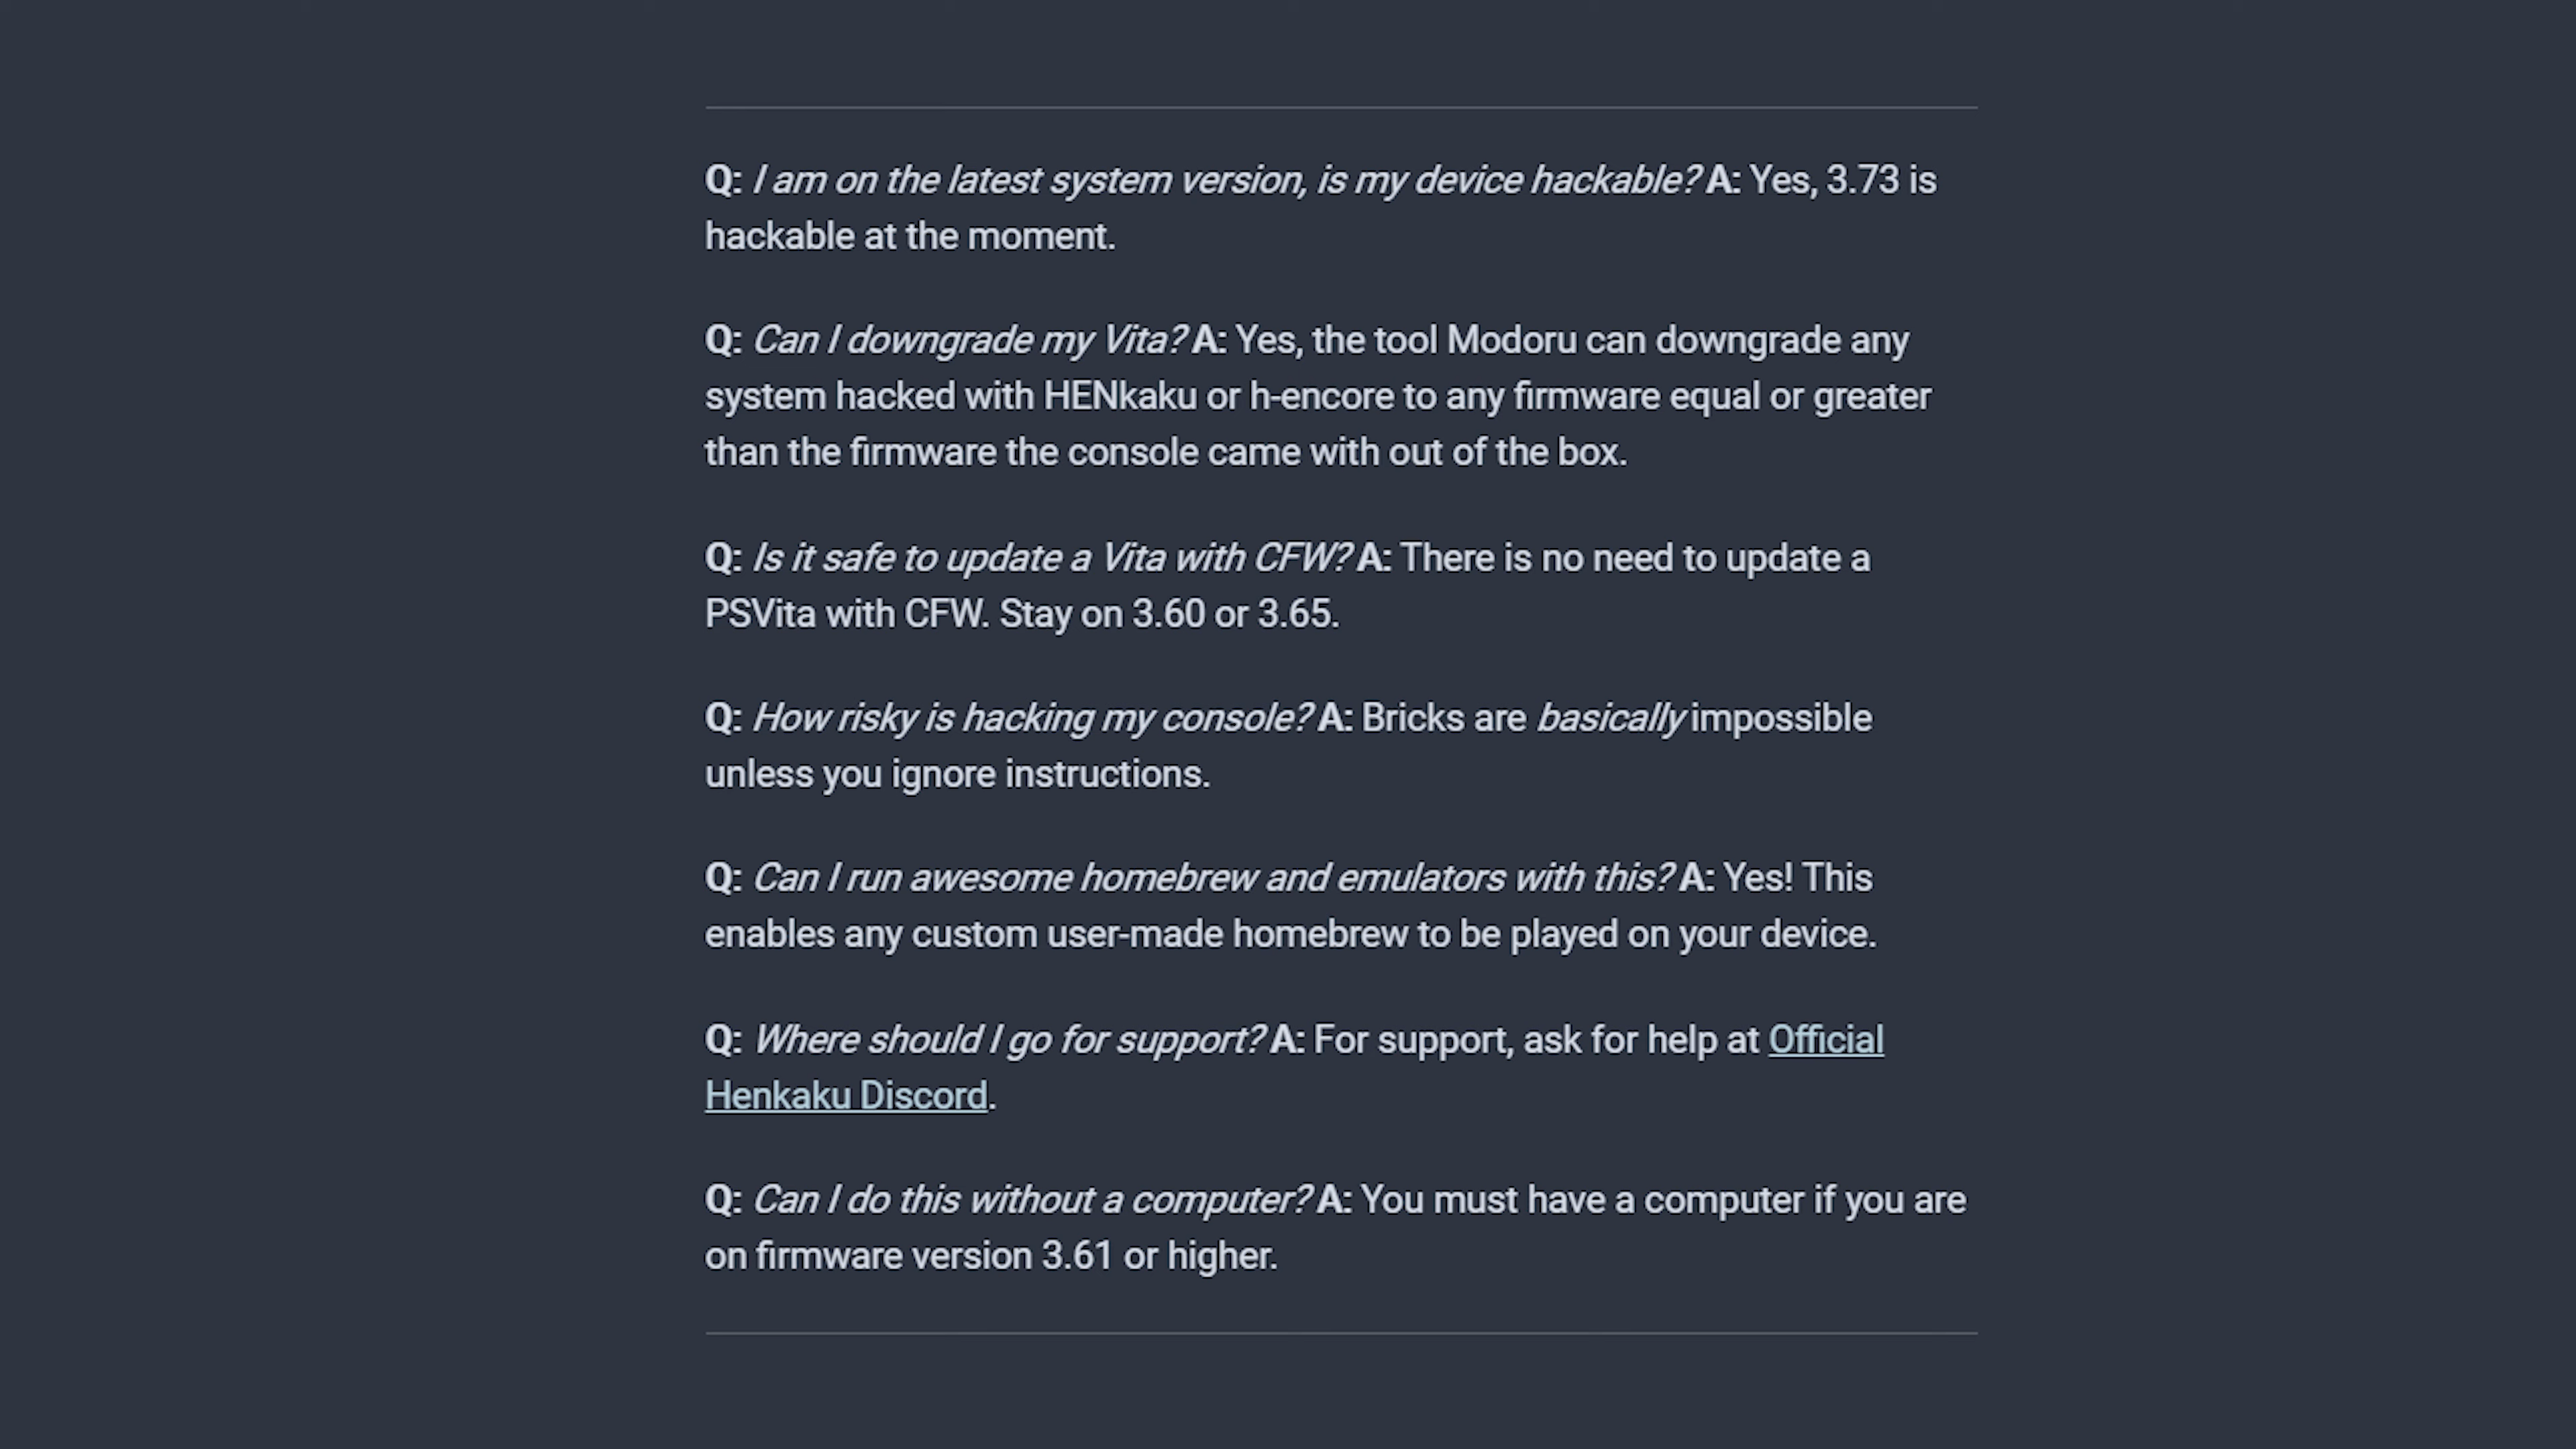 Q: I am on the latest system version, is my device hackable? A: Yes, 3.73 is
hackable at the moment.
Q: Can I downgrade my Vita? A: Yes, the tool Modoru can downgrade any
system hacked with HENkaku or h-encore to any firmware equal or greater
than the firmware the console came with out of the box.
Q: Is it safe to update a Vita with CFW? A: There is no need to update a
PSVita with CFW. Stay on 3.60 or 3.65.
Q: How risky is hacking my console? A: Bricks are basically impossible
unless you ignore instructions.
Q: Can I run awesome homebrew and emulators with this? A: Yes! This
enables any custom user-made homebrew to be played on your device.
Q: Where should I go for support? A: For support, ask for help at Official
Henkaku Discord.
Q: Can I do this without a computer? A: You must have a computer if you are
on firmware version 3.61 or higher.